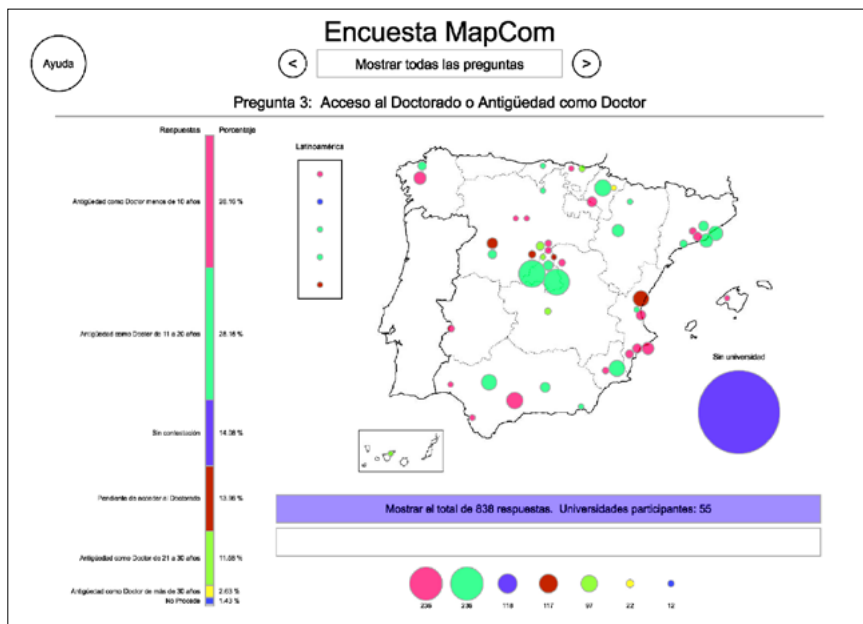 Encuesta MapCom
Ayuda
<
Mostrar todas las preguntas
>
Pregunta 3: Acceso al Doctorado o Antigüedad como Doctor
Respuestas Porcentaje
Latinoamérica
Antigüedad como Doctor menos de 10 años 28.16 %
Antigüedad como Doctor de 11 a 20 años 28.16 %
Sin universidad
Sin contestación 14.08 %
Pendiente de acceder al Doctorado 13.96 %
Mostrar el total de 838 respuestas. Universidades participantes: 55
Antigüedad como Doctor de 21 a 30 años 11.58 %
Antigüedad como Doctor de más de 30 años 2.63 %
No Procede 1.43 %
236 236 118 117 97 22 12